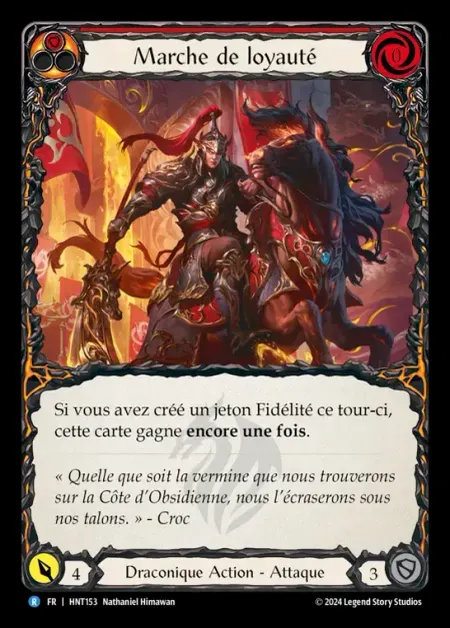 Marche de loyauté
0
Si vous avez créé un jeton Fidélité ce tour-ci,
cette carte gagne encore une fois.
« Quelle que soit la vermine que nous trouverons
sur la Côte d'Obsidienne, nous l'écraserons sous
nos talons. » - Croc
4 Draconique Action - Attaque 3
R FR | HNT153 Nathaniel Himawan © 2024 Legend Story Studios